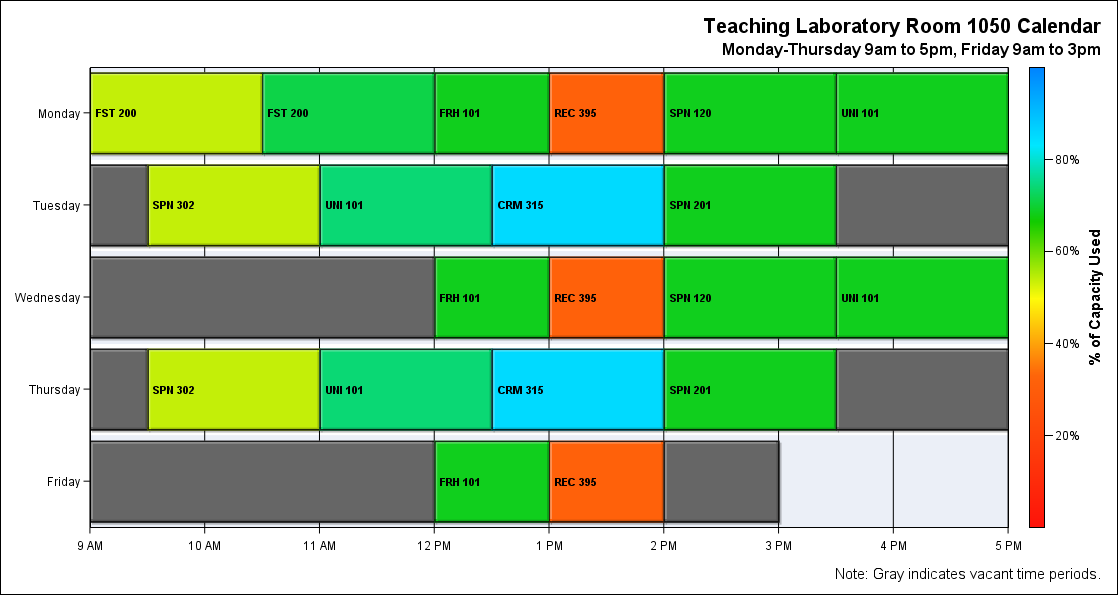 Teaching Laboratory Room 1050 Calendar
Monday-Thursday 9am to 5pm, Friday 9am to 3pm
Monday
FST 200
FST 200
FRH 101
REC 395
SPN 120
UNI 101
Tuesday
SPN 302
UNI 101
CRM 315
SPN 201
Wednesday
FRH 101
REC 395
SPN 120
UNI 101
Thursday
SPN 302
UNI 101
CRM 315
SPN 201
Friday
FRH 101
REC 395
9 AM
10 AM
11 AM
12 PM
1 PM
2 PM
3 PM
4 PM
5 PM
80%
60%
40%
20%
% of Capacity Used
Note: Gray indicates vacant time periods.